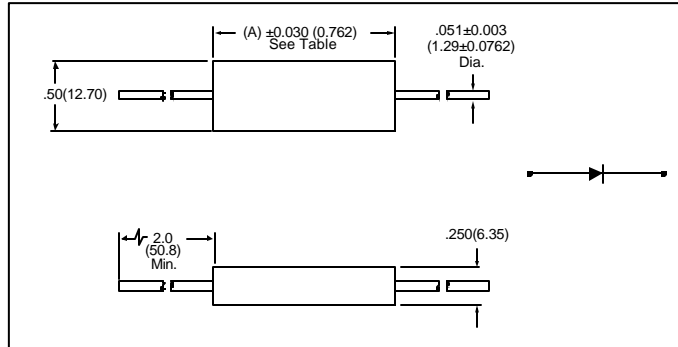 (A) ±0.030 (0.762)
See Table
.051±0.003
(1.29±0.0762)
Dia.
.50(12.70)
2.0
(50.8)
Min.
.250(6.35)